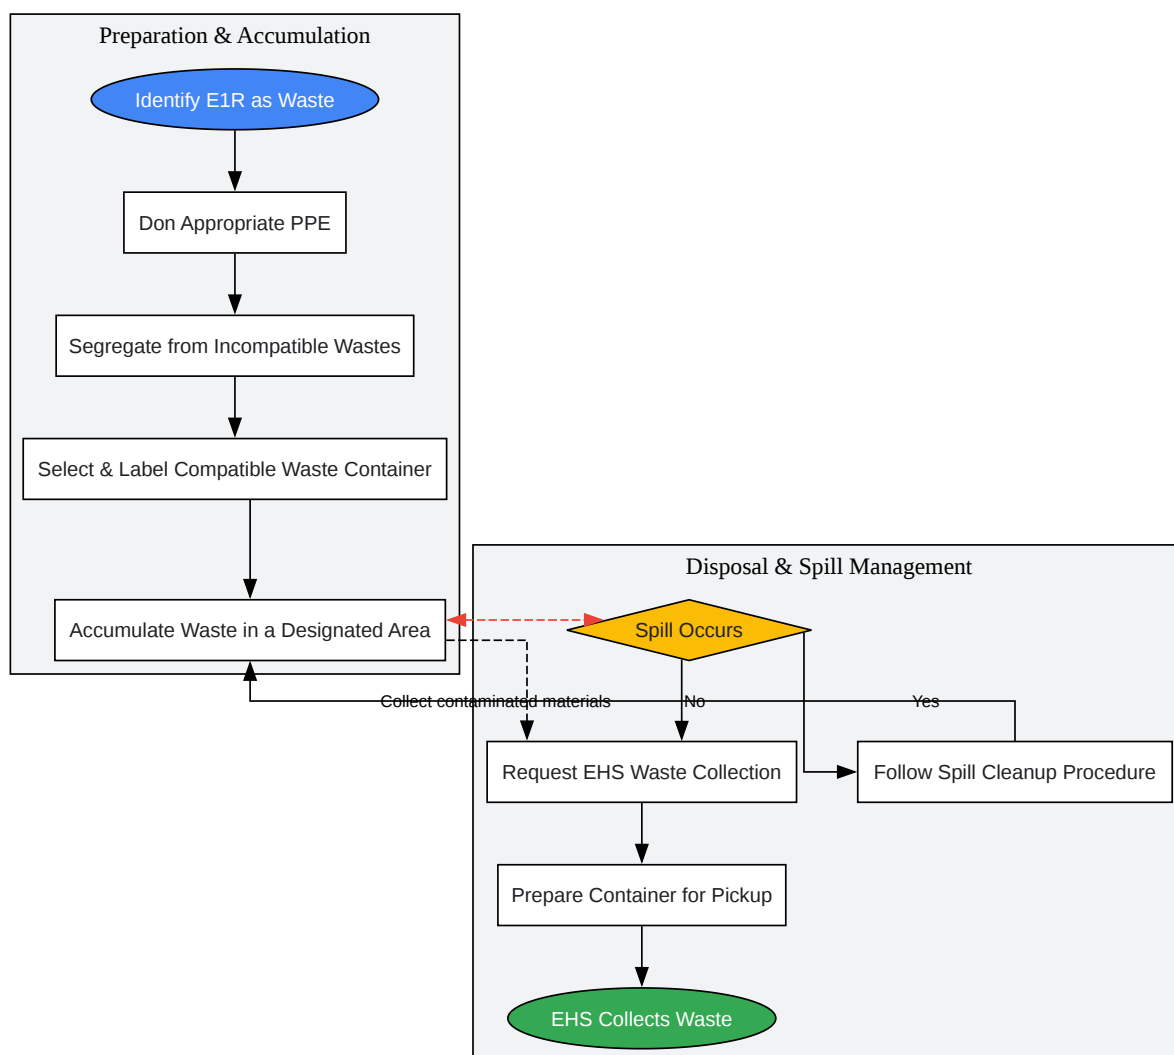 Preparation & Accumulation
Identify E1R as Waste
Don Appropriate PPE
Segregate from Incompatible Wastes
Select & Label Compatible Waste Container
Disposal & Spill Management
Accumulate Waste in a Designated Area
Spill Occurs
Collect contaminated materials
No
Yes
Request EHS Waste Collection
Follow Spill Cleanup Procedure
Prepare Container for Pickup
EHS Collects Waste